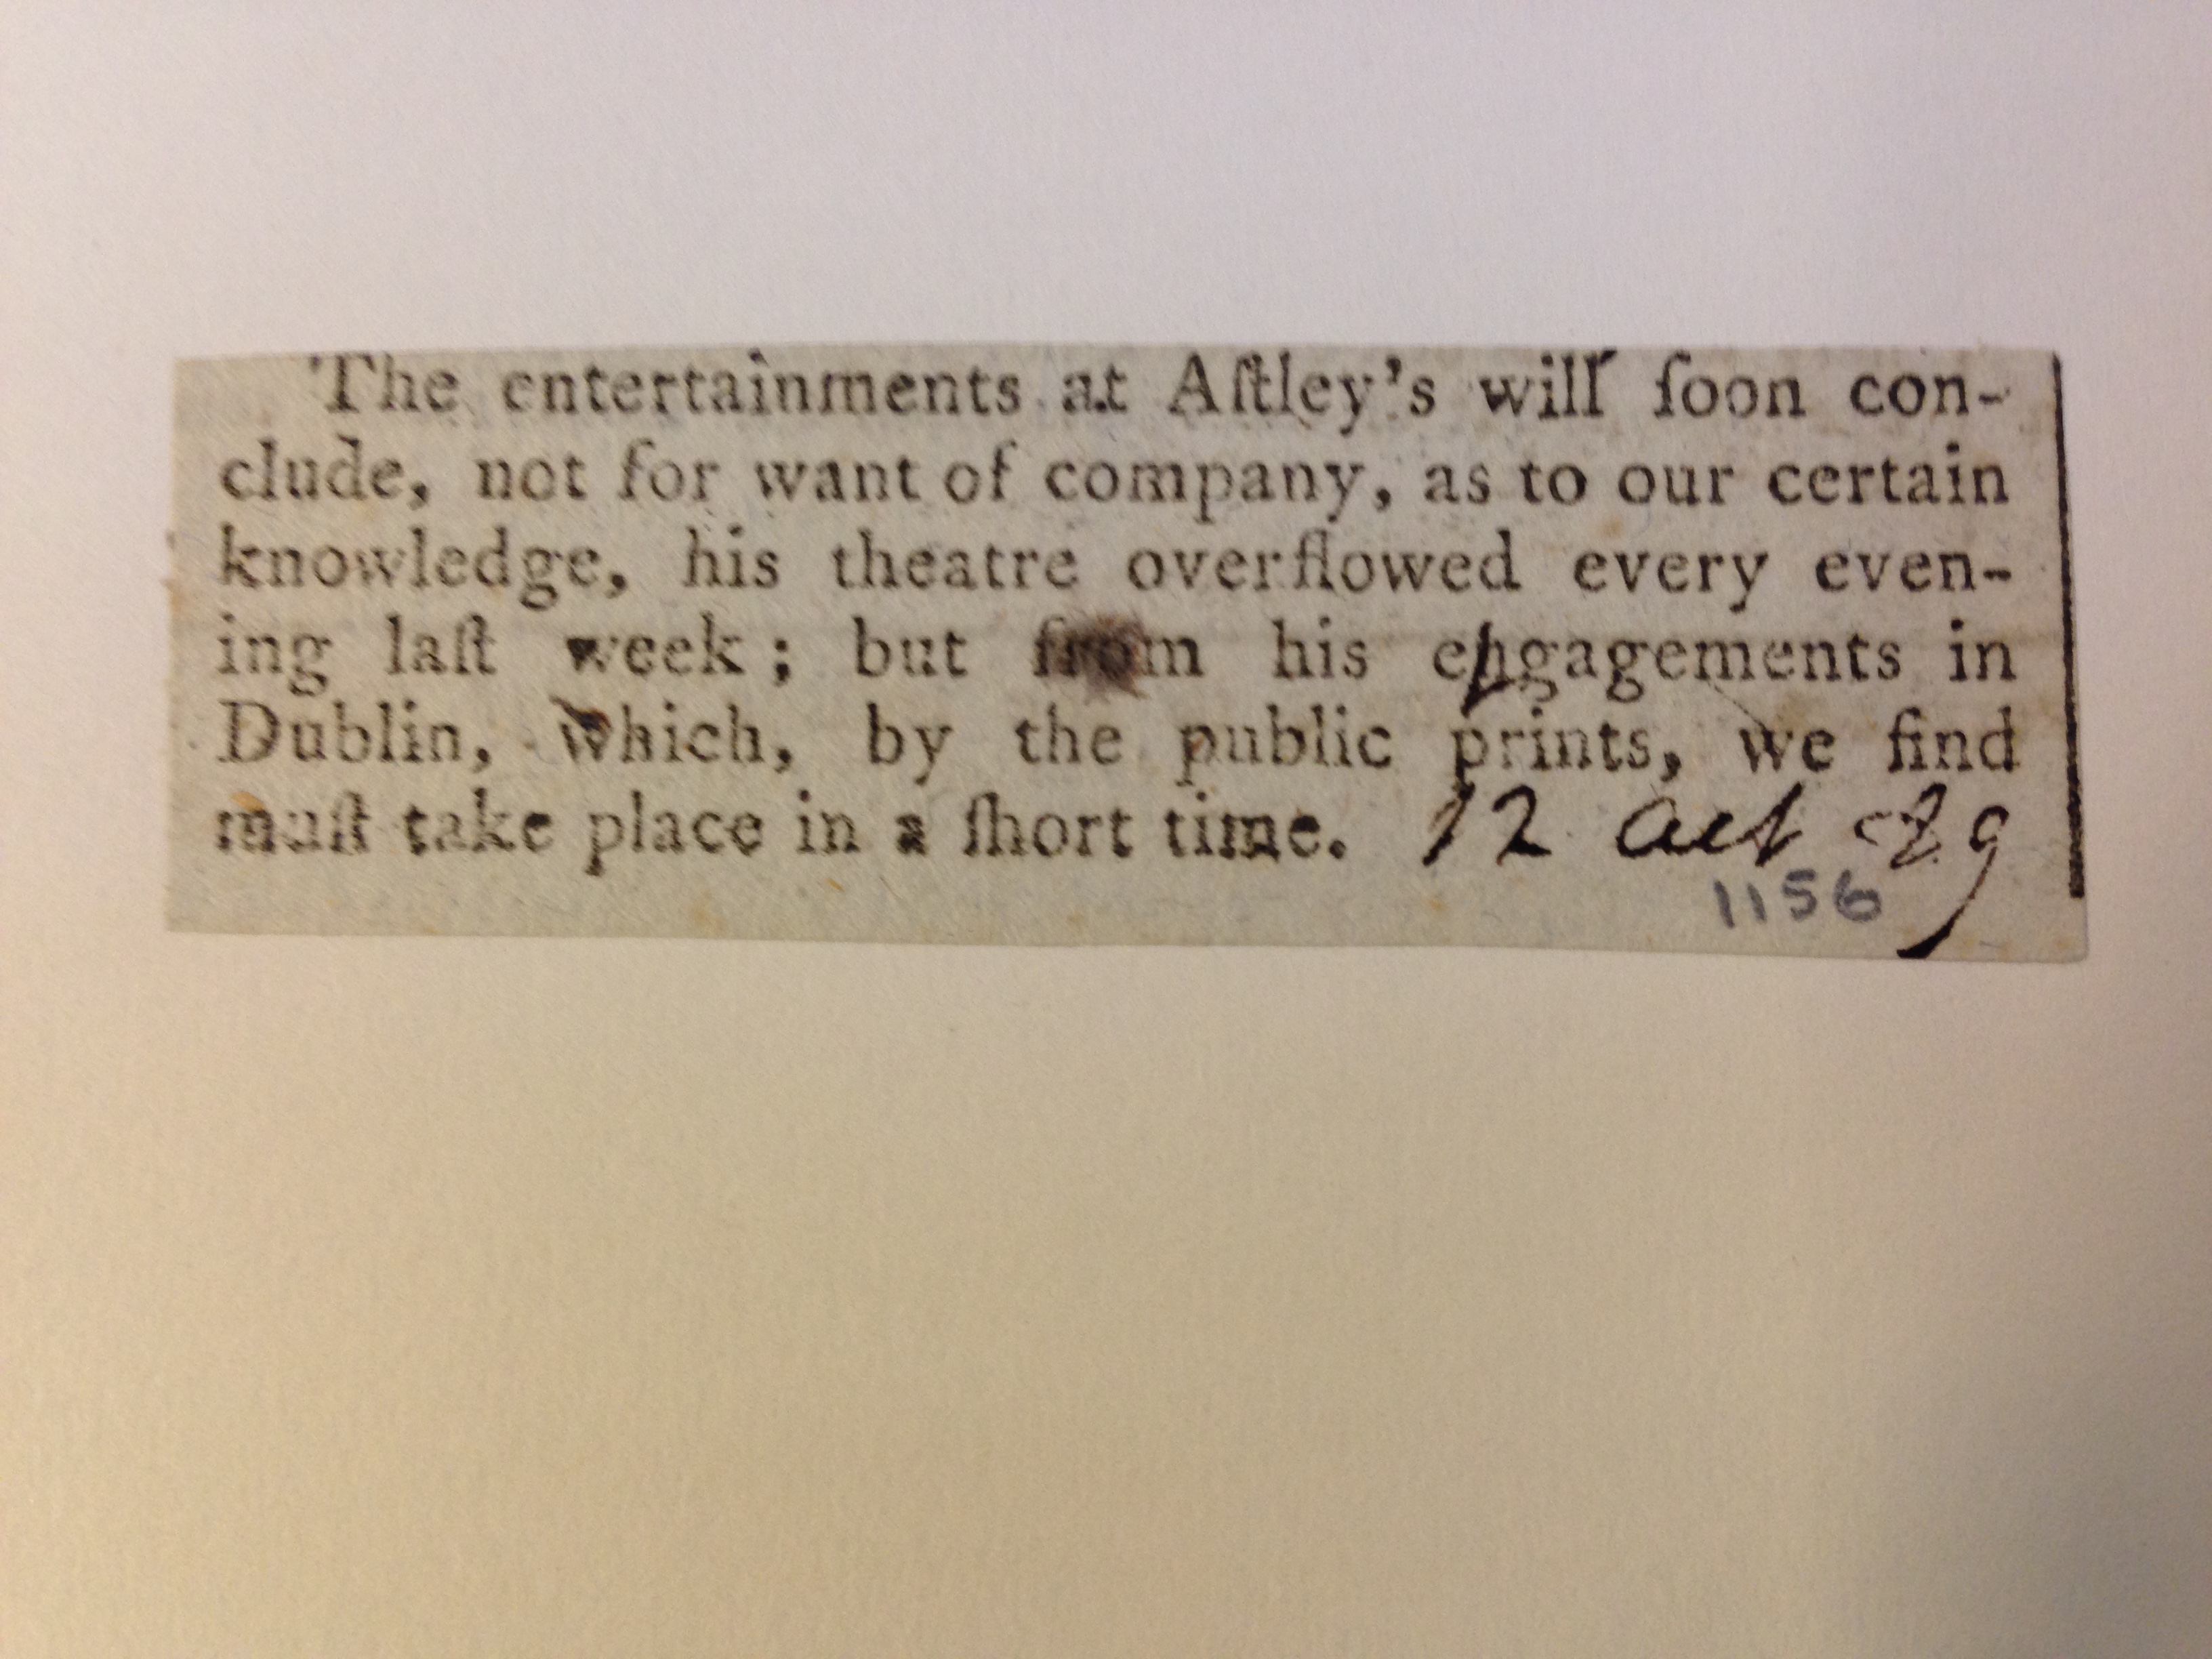 The entertainments at Aſtley's will ſoon con-
clude, not for want of company, as to our certain
knowledge, his theatre overflowed every even-
ing laſt week; but from his engagements in
Dublin, which, by the public prints, we find
muſt take place in a ſhort time. 12 Oct 89
1156